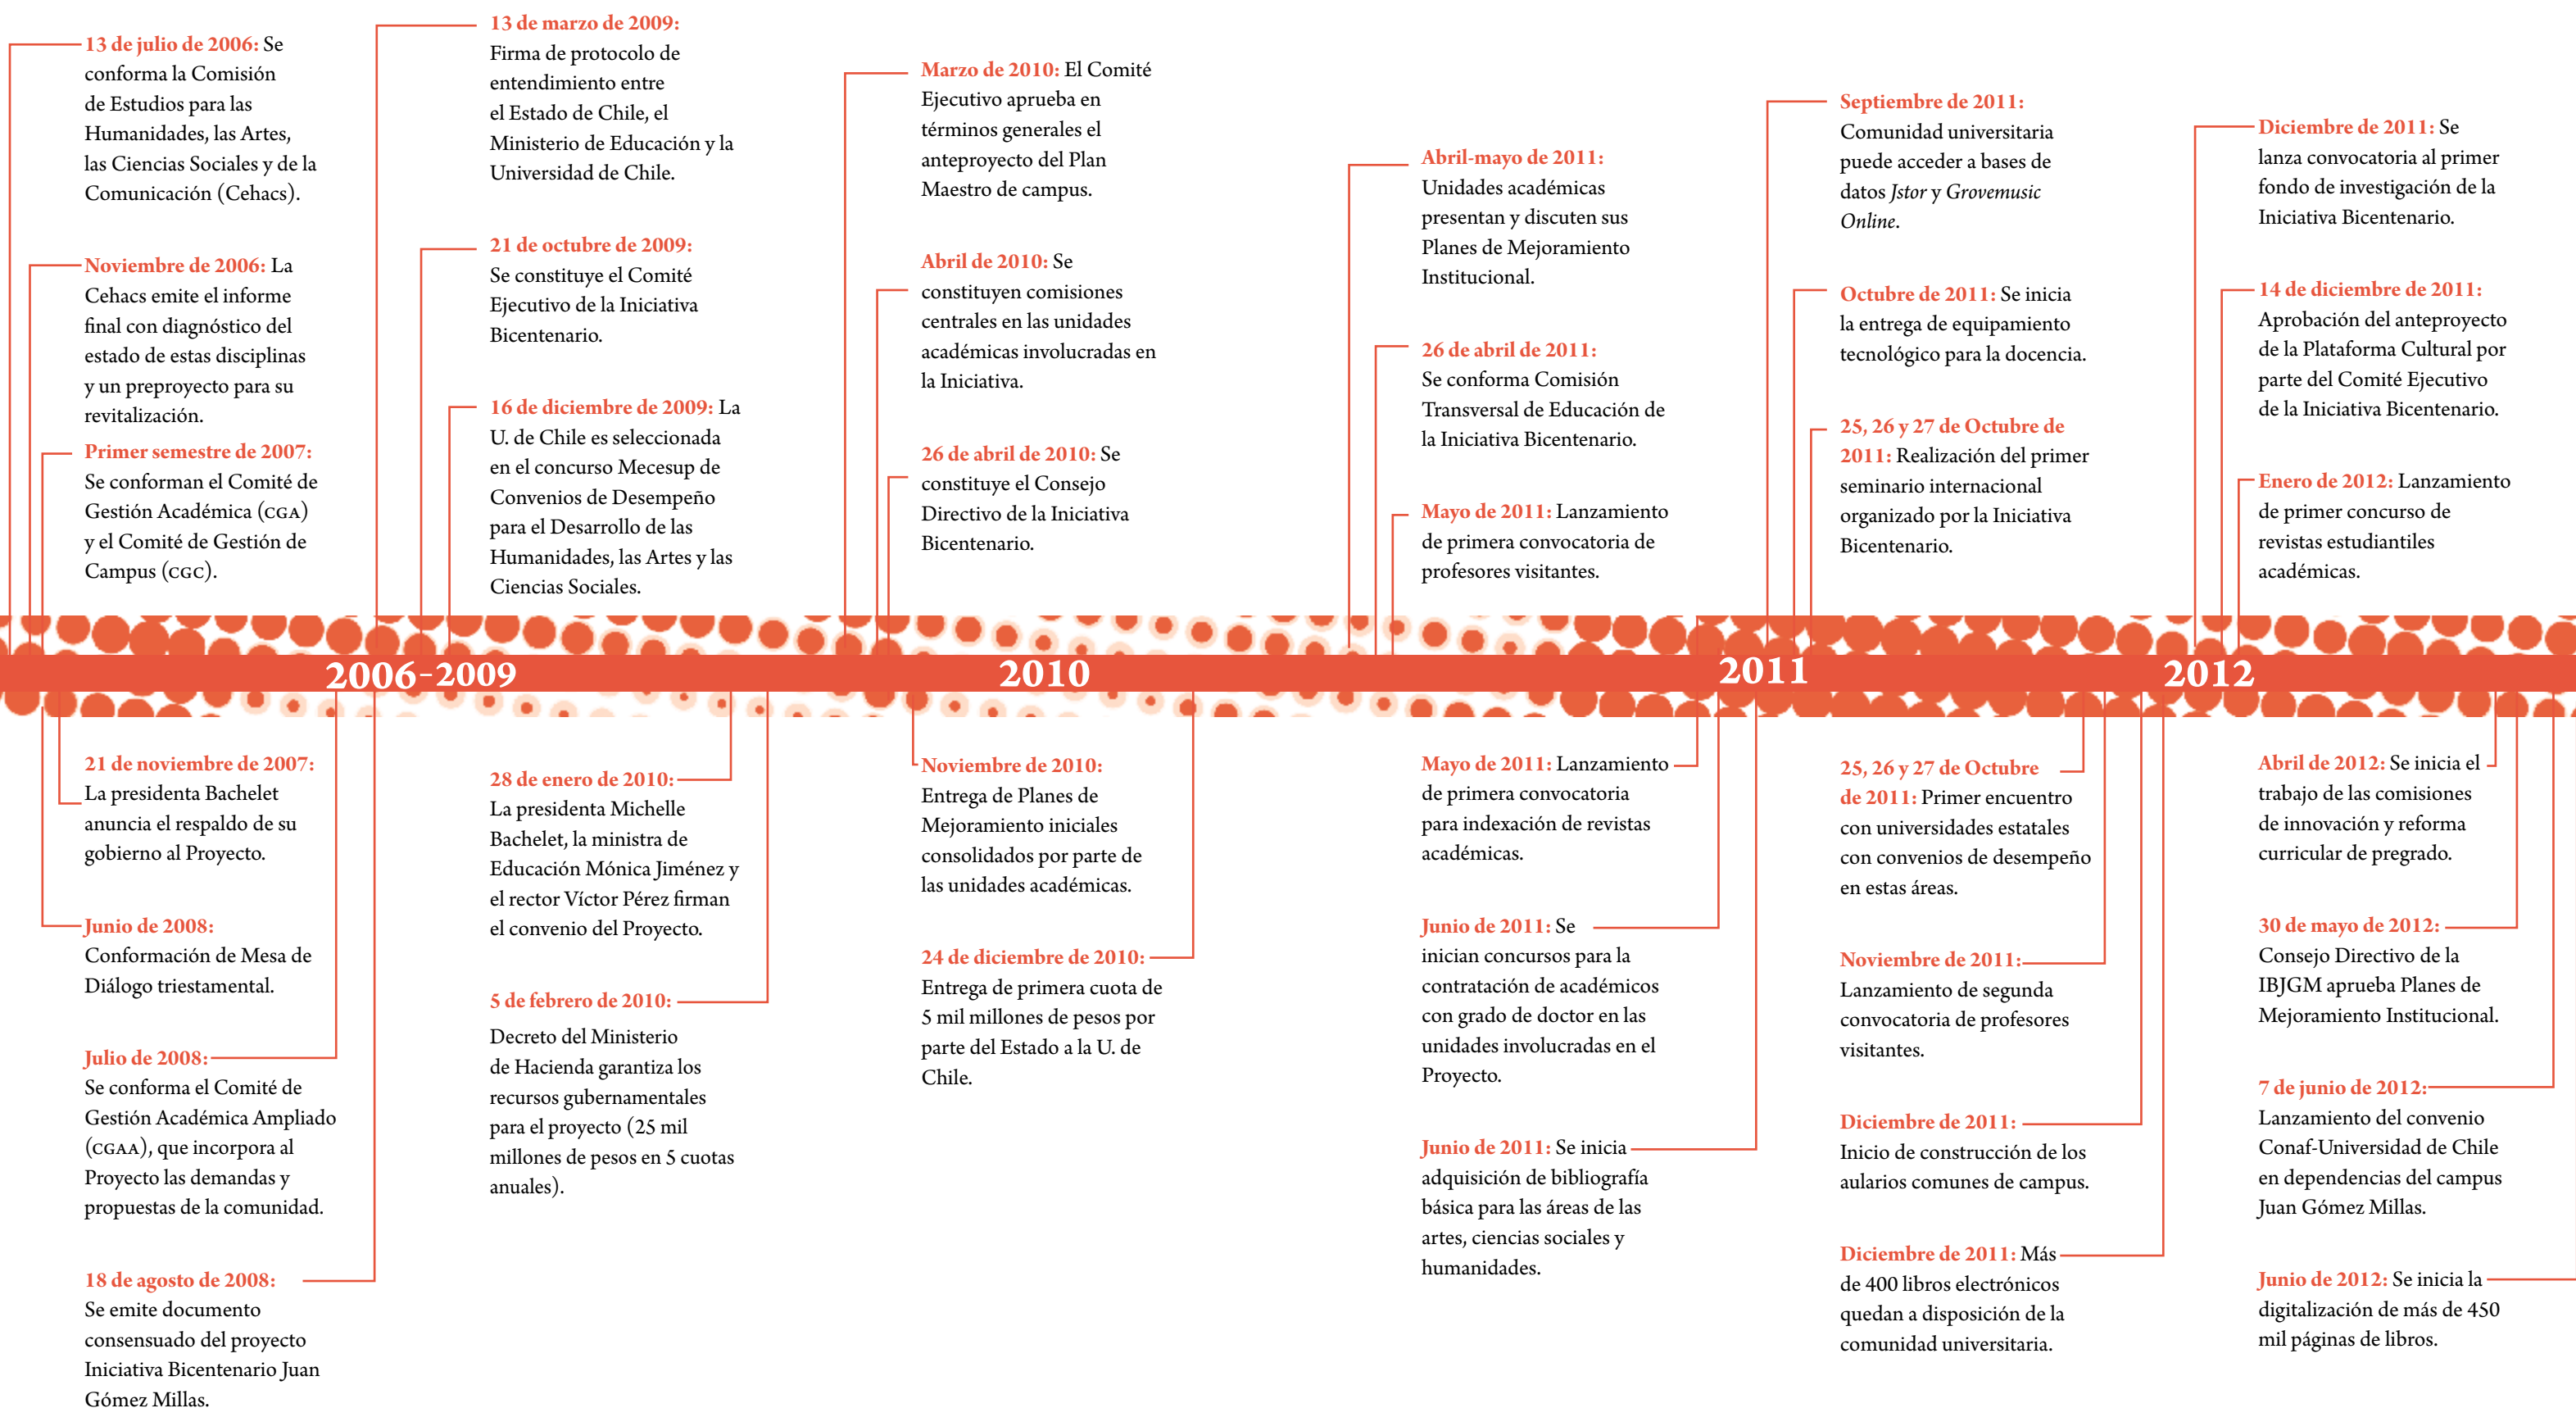 13 de julio de 2006: Se
conforma la Comisión
de Estudios para las
Humanidades, las Artes,
las Ciencias Sociales y de la
Comunicación (Cehacs).
Noviembre de 2006: La
Cehacs emite el informe
final con diagnóstico del
estado de estas disciplinas
y un preproyecto para su
revitalización.
Primer semestre de 2007:
Se conforman el Comité de
Gestión Académica (CGA)
y el Comité de Gestión de
Campus (CGC).
13 de marzo de 2009:
Firma de protocolo de
entendimiento entre
el Estado de Chile, el
Ministerio de Educación y la
Universidad de Chile.
21 de octubre de 2009:
Se constituye el Comité
Ejecutivo de la Iniciativa
Bicentenario.
16 de diciembre de 2009: La
U. de Chile es seleccionada
en el concurso Mecesup de
Convenios de Desempeño
para el Desarrollo de las
Humanidades, las Artes y las
Ciencias Sociales.
Marzo de 2010: El Comité
Ejecutivo aprueba en
términos generales el
anteproyecto del Plan
Maestro de campus.
Abril de 2010: Se
constituyen comisiones
centrales en las unidades
académicas involucradas en
la Iniciativa.
26 de abril de 2010: Se
constituye el Consejo
Directivo de la Iniciativa
Bicentenario.
Abril-mayo de 2011:
Unidades académicas
presentan y discuten sus
Planes de Mejoramiento
Institucional.
26 de abril de 2011:
Se conforma Comisión
Transversal de Educación de
la Iniciativa Bicentenario.
Mayo de 2011: Lanzamiento
de primera convocatoria de
profesores visitantes.
Septiembre de 2011:
Comunidad universitaria
puede acceder a bases de
datos Jstor y Grovemusic
Online.
Octubre de 2011: Se inicia
la entrega de equipamiento
tecnológico para la docencia.
25, 26 y 27 de Octubre de
2011: Realización del primer
seminario internacional
organizado por la Iniciativa
Bicentenario.
Diciembre de 2011: Se
lanza convocatoria al primer
fondo de investigación de la
Iniciativa Bicentenario.
14 de diciembre de 2011:
Aprobación del anteproyecto
de la Plataforma Cultural por
parte del Comité Ejecutivo
de la Iniciativa Bicentenario.
Enero de 2012: Lanzamiento
de primer concurso de
revistas estudiantiles
académicas.
2006-2009
2010
2011
2012
21 de noviembre de 2007:
La presidenta Bachelet
anuncia el respaldo de su
gobierno al Proyecto.
Junio de 2008:
Conformación de Mesa de
Diálogo triestamental.
Julio de 2008:
Se conforma el Comité de
Gestión Académica Ampliado
(CGAA), que incorpora al
Proyecto las demandas y
propuestas de la comunidad.
18 de agosto de 2008:
Se emite documento
consensuado del proyecto
Iniciativa Bicentenario Juan
Gómez Millas.
28 de enero de 2010:
La presidenta Michelle
Bachelet, la ministra de
Educación Mónica Jiménez y
el rector Víctor Pérez firman
el convenio del Proyecto.
5 de febrero de 2010:
Decreto del Ministerio
de Hacienda garantiza los
recursos gubernamentales
para el proyecto (25 mil
millones de pesos en 5 cuotas
anuales).
Noviembre de 2010:
Entrega de Planes de
Mejoramiento iniciales
consolidados por parte de
las unidades académicas.
24 de diciembre de 2010:
Entrega de primera cuota de
5 mil millones de pesos por
parte del Estado a la U. de
Chile.
Mayo de 2011: Lanzamiento
de primera convocatoria
para indexación de revistas
académicas.
Junio de 2011: Se
inician concursos para la
contratación de académicos
con grado de doctor en las
unidades involucradas en el
Proyecto.
Junio de 2011: Se inicia
adquisición de bibliografía
básica para las áreas de las
artes, ciencias sociales y
humanidades.
25, 26 y 27 de Octubre
de 2011: Primer encuentro
con universidades estatales
con convenios de desempeño
en estas áreas.
Noviembre de 2011:
Lanzamiento de segunda
convocatoria de profesores
visitantes.
Diciembre de 2011:
Inicio de construcción de los
aularios comunes de campus.
Diciembre de 2011: Más
de 400 libros electrónicos
quedan a disposición de la
comunidad universitaria.
Abril de 2012: Se inicia el
trabajo de las comisiones
de innovación y reforma
curricular de pregrado.
30 de mayo de 2012:
Consejo Directivo de la
IBJGM aprueba Planes de
Mejoramiento Institucional.
7 de junio de 2012:
Lanzamiento del convenio
Conaf-Universidad de Chile
en dependencias del campus
Juan Gómez Millas.
Junio de 2012: Se inicia la
digitalización de más de 450
mil páginas de libros.